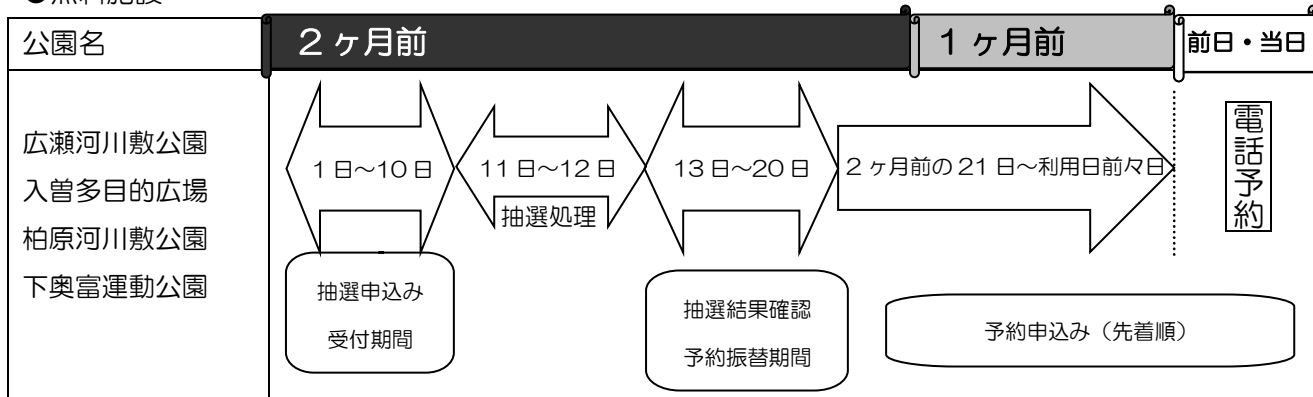 公園名
２ヶ月前
１ヶ月前
前日・当日
広瀬河川敷公園
入曽多目的広場
柏原河川敷公園
下奥富運動公園
１日～10日
11日～12日
抽選処理
13日～20日
２ヶ月前の21日～利用日前々日
電話予約
抽選申込み
受付期間
抽選結果確認
予約振替期間
予約申込み（先着順）